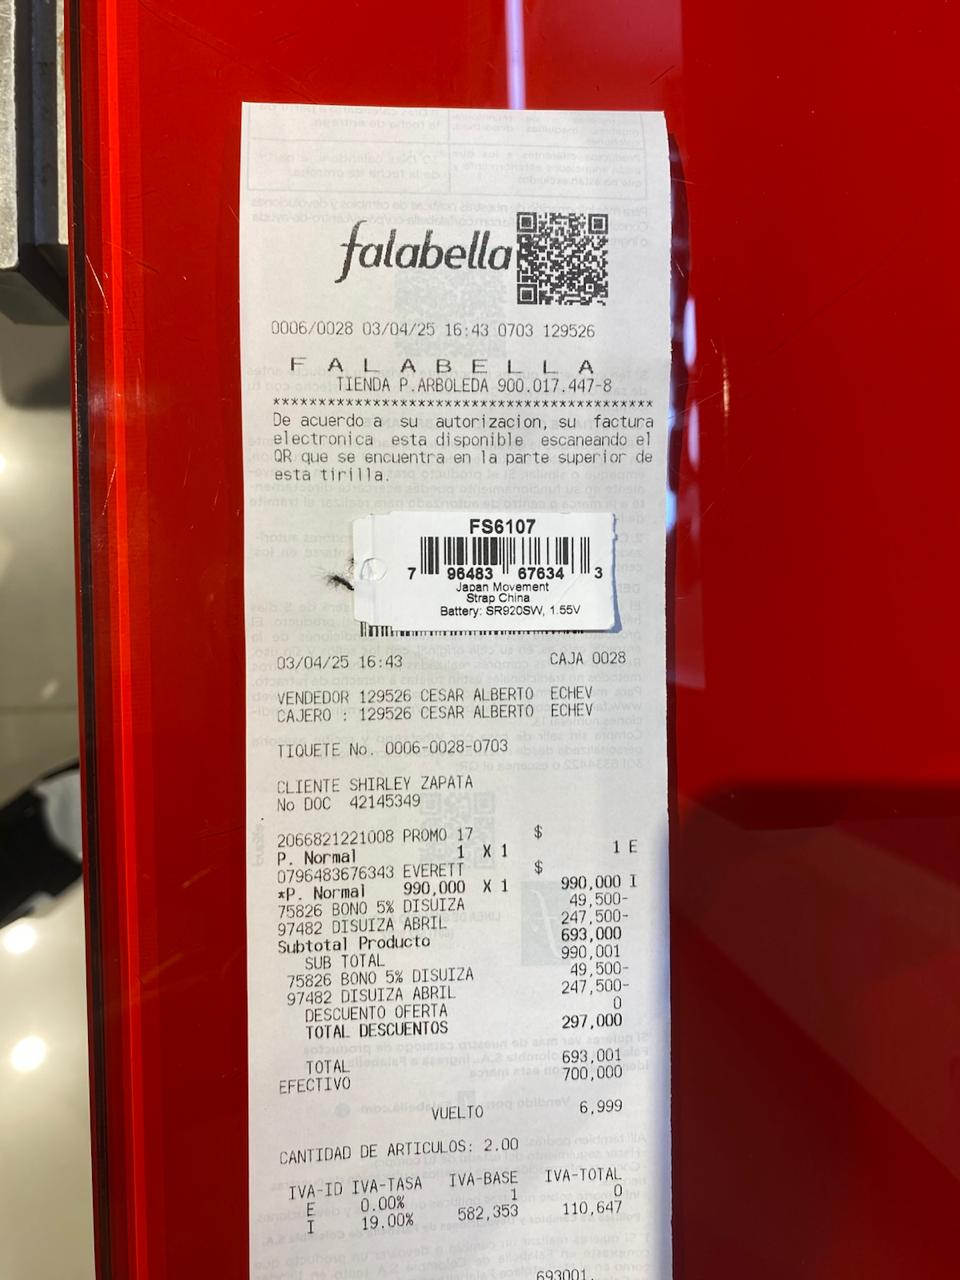 falabella
0006/0028 03/04/25 16:43 0703 129526
F A L A B E L L A
TIENDA P.ARBOLEDA 900.017.447-8
*********************************************
De acuerdo a su autorizacion, su factura
electronica esta disponible escaneando el
QR que se encuentra en la parte superior de
esta tirilla.
FS6107
7 96483 67634 3
Japan Movement
Strap China
Battery: SR920SW, 1.55V
03/04/25 16:43 CAJA 0028
VENDEDOR 129526 CESAR ALBERTO ECHEV
CAJERO : 129526 CESAR ALBERTO ECHEV
TIQUETE No. 0006-0028-0703
CLIENTE SHIRLEY ZAPATA
No DOC 42145349
2066821221008 PROMO 17 $
P. Normal 1 X 1 1 E
0796483676343 EVERETT $
*P. Normal 990,000 X 1 990,000 I
75826 BONO 5% DISUIZA 49,500-
97482 DISUIZA ABRIL 247,500-
Subtotal Producto 693,000
SUB TOTAL 990,001
75826 BONO 5% DISUIZA 49,500-
97482 DISUIZA ABRIL 247,500-
DESCUENTO OFERTA 0
TOTAL DESCUENTOS 297,000
TOTAL 693,001
EFECTIVO 700,000
VUELTO 6,999
CANTIDAD DE ARTICULOS: 2.00
IVA-ID IVA-TASA IVA-BASE IVA-TOTAL
E 0.00% 1 0
I 19.00% 582,353 110,647
693001.